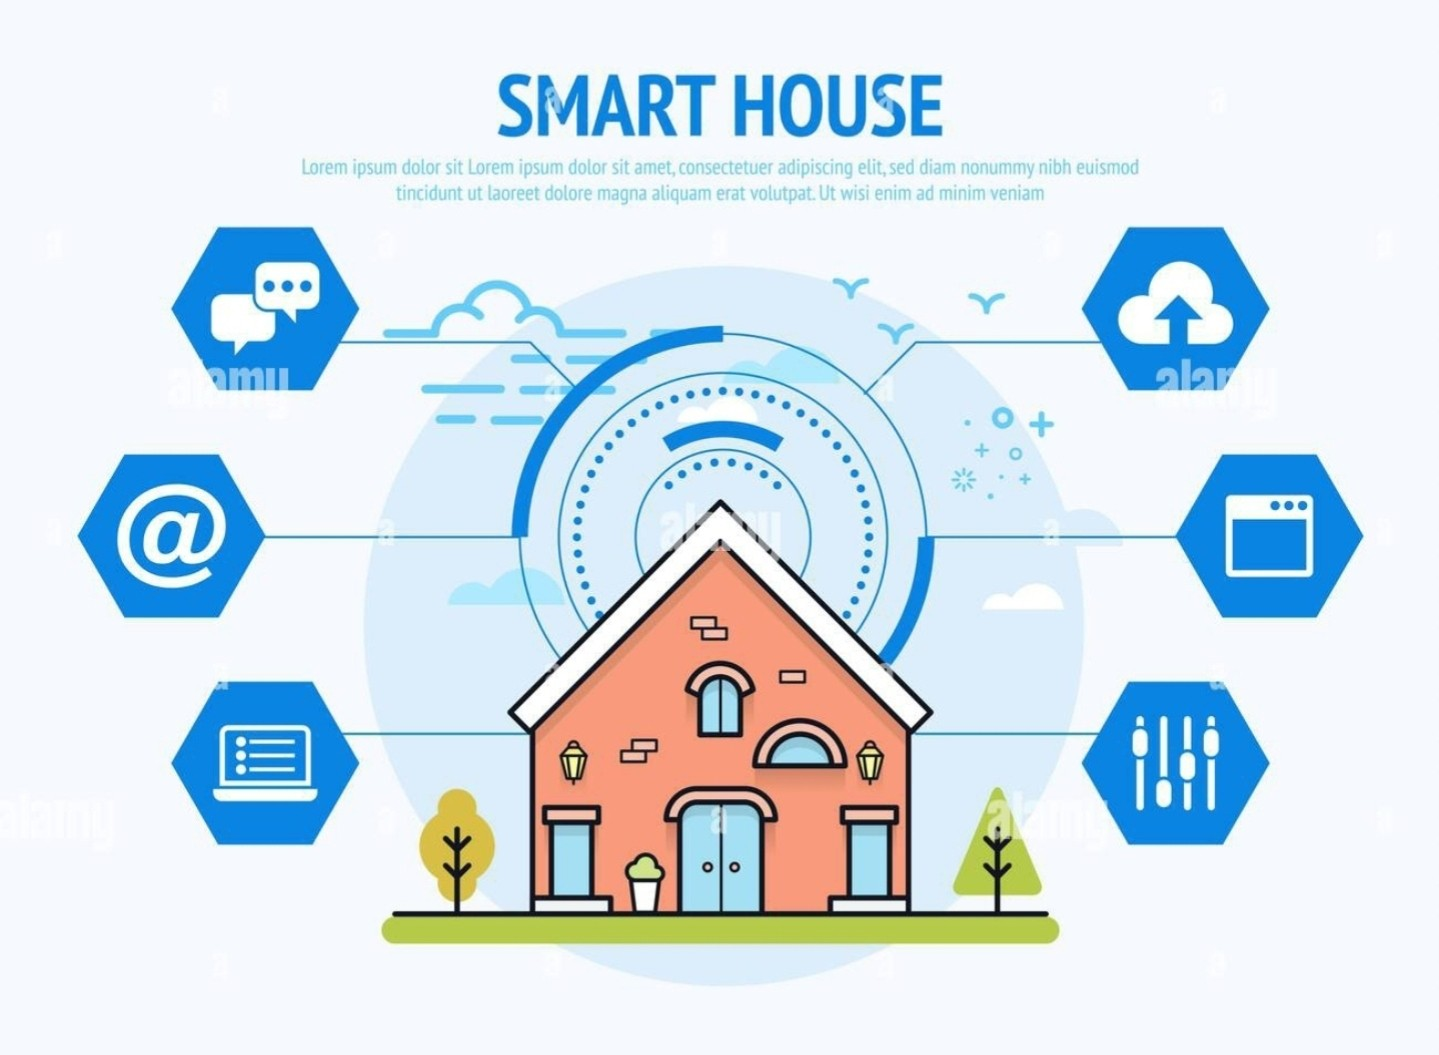 SMART HOUSE
Lorem ipsum dolor sit Lorem ipsum dolor sit amet, consectetuer adipiscing elit, sed diam nonummy nibh euismod
tincidunt ut laoreet dolore magna aliquam erat volutpat. Ut wisi enim ad minim veniam
alamy
alamy
@
alamy
alamy
alamy